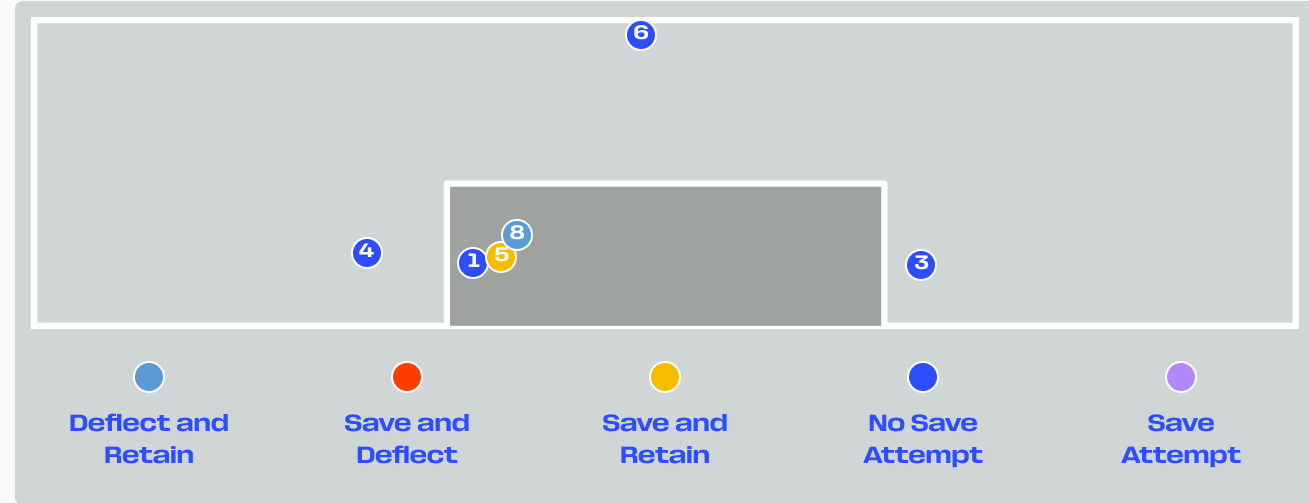 6
8
4
1
5
3
Deflect and
Retain
Save and
Deflect
Save and
Retain
No Save
Attempt
Save
Attempt